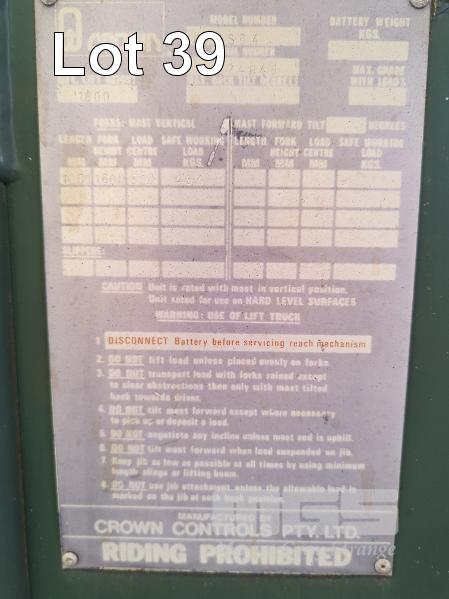 Lot 39
MODEL NUMBER
BATTERY WEIGHT
KGS.
MAX. GRADE
FORKS: MAST VERTICAL
MAST FORWARD TILT DEGREES
LENGTH FORK LOAD SAFE WORKING LENGTH FORK LOAD SAFE WORKING
HEIGHT CENTRE LOAD HEIGHT CENTRE LOAD
MM MM MM KGS MM MM MM KGS
SLIPPERS:
CAUTION Unit is rated with mast in vertical position.
Unit rated for use on HARD LEVEL SURFACES
WARNING: USE OF LIFT TRUCK
1 DISCONNECT Battery before servicing reach mechanism
2. DO NOT lift load unless placed evenly on forks.
3. DO NOT transport load with forks raised except
to clear obstructions then only with mast tilted
back towards driver.
4. DO NOT tilt mast forward except where necessary
to pick up or deposit a load.
5. DO NOT negotiate any incline unless mast end is uphill.
6. DO NOT tilt mast forward when load suspended on jib.
7. Keep jib as low as possible at all times by using minimum
length slings or lifting beam.
8. DO NOT use jib attachment unless the allowable load is
marked on the jib at each hook position.
MANUFACTURED BY
CROWN CONTROLS PTY. LTD.
RIDING PROHIBITED